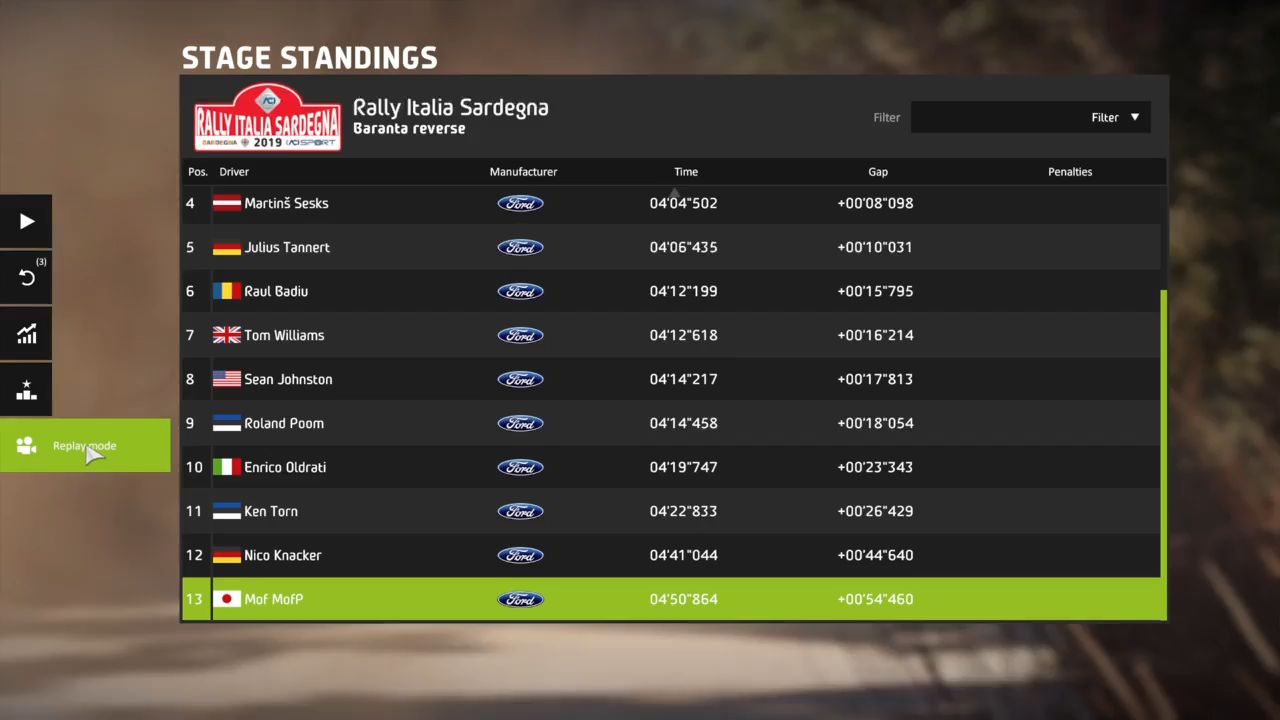 STAGE STANDINGS
RALLY ITALIA SARDEGNA
SARDEGNA 2019 ACI SPORT
Rally Italia Sardegna
Baranta reverse
Filter
Filter ▼
Pos. Driver Manufacturer Time Gap Penalties
4 Martinš Sesks Ford 04'04"502 +00'08"098
5 Julius Tannert Ford 04'06"435 +00'10"031
6 Raul Badiu Ford 04'12"199 +00'15"795
7 Tom Williams Ford 04'12"618 +00'16"214
8 Sean Johnston Ford 04'14"217 +00'17"813
9 Roland Poom Ford 04'14"458 +00'18"054
10 Enrico Oldrati Ford 04'19"747 +00'23"343
11 Ken Torn Ford 04'22"833 +00'26"429
12 Nico Knacker Ford 04'41"044 +00'44"640
13 Mof MofP Ford 04'50"864 +00'54"460
(3)
Replay mode